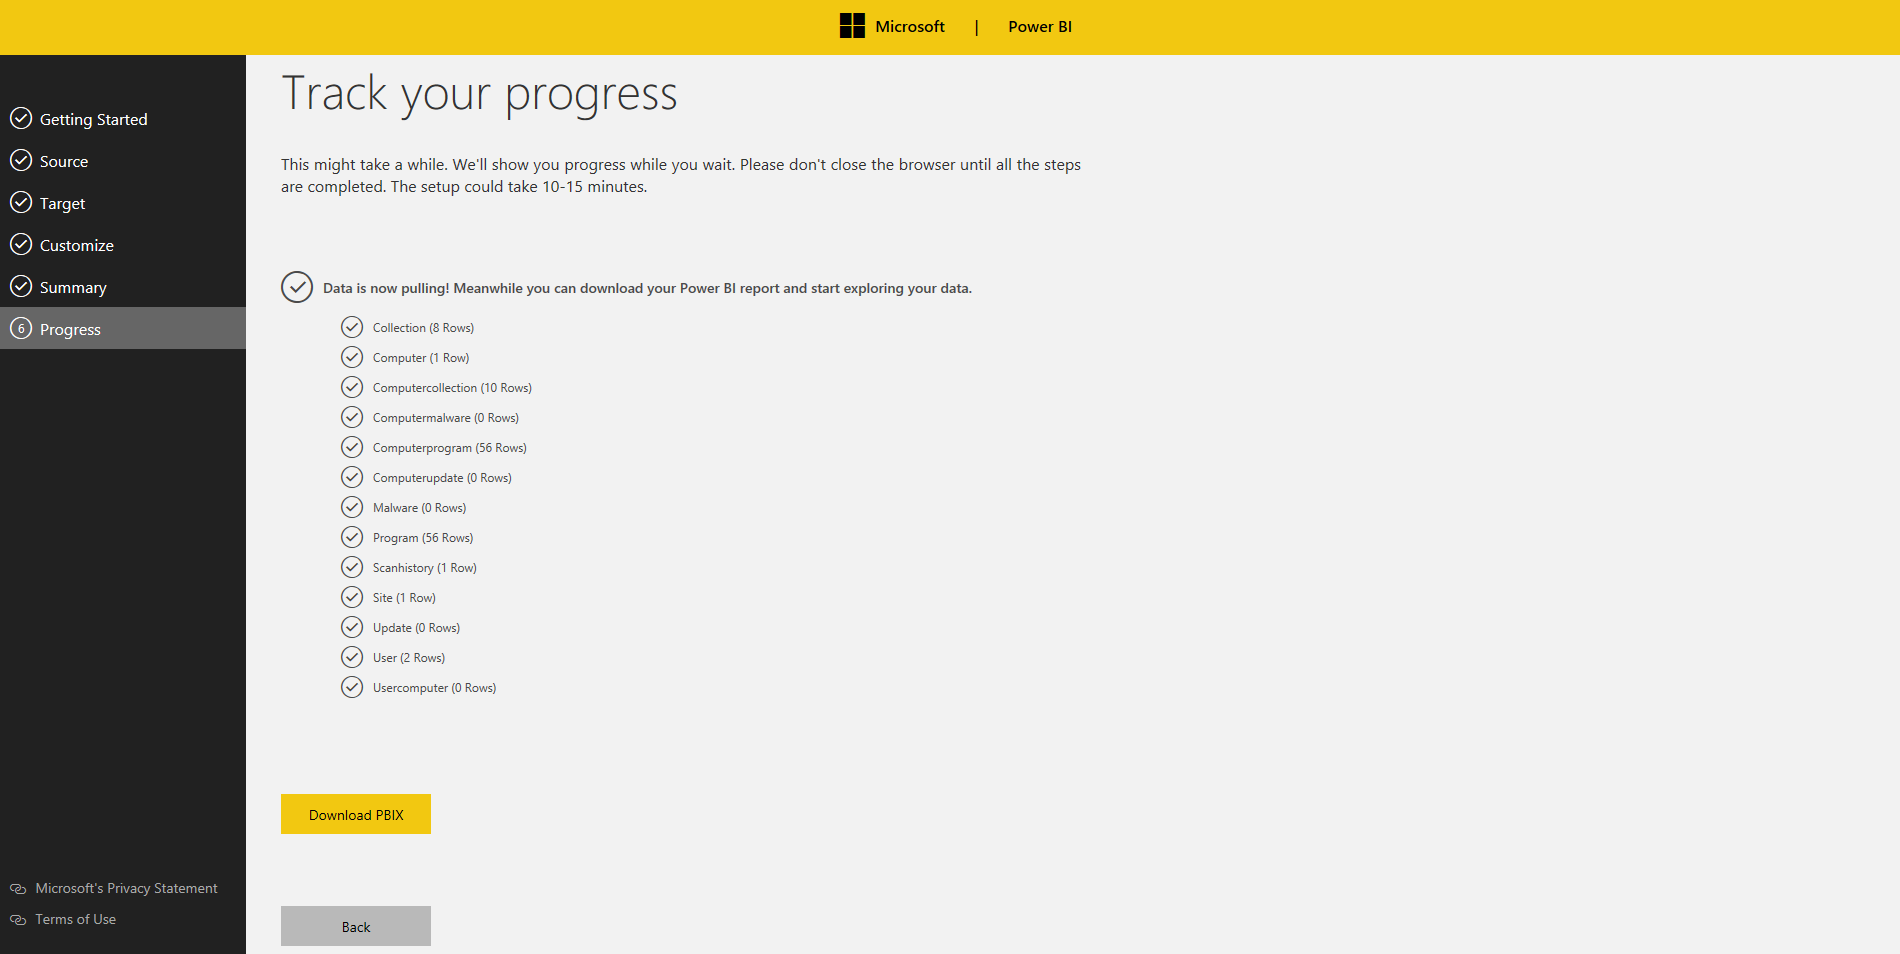 Microsoft | Power BI
Getting Started
Source
Target
Customize
Summary
6 Progress
Microsoft's Privacy Statement
Terms of Use
Track your progress
This might take a while. We'll show you progress while you wait. Please don't close the browser until all the steps
are completed. The setup could take 10-15 minutes.
Data is now pulling! Meanwhile you can download your Power BI report and start exploring your data.
Collection (8 Rows)
Computer (1 Row)
Computercollection (10 Rows)
Computermalware (0 Rows)
Computerprogram (56 Rows)
Computerupdate (0 Rows)
Malware (0 Rows)
Program (56 Rows)
Scanhistory (1 Row)
Site (1 Row)
Update (0 Rows)
User (2 Rows)
Usercomputer (0 Rows)
Download PBIX
Back